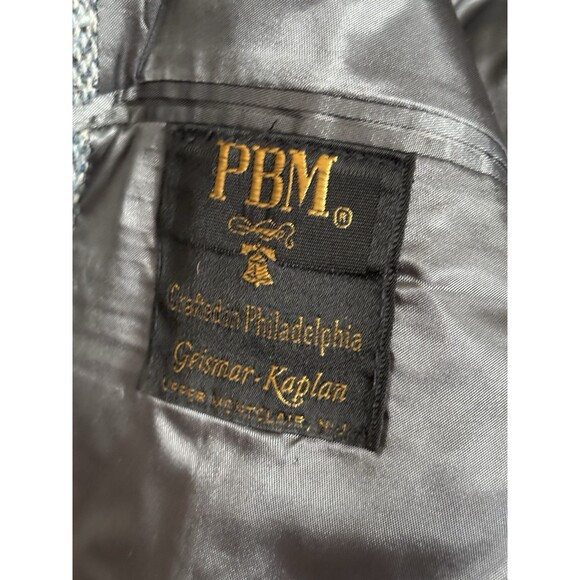 PBM®
Crafted in Philadelphia
Geismar-Kaplan
UPPER MONTCLAIR, N.J.